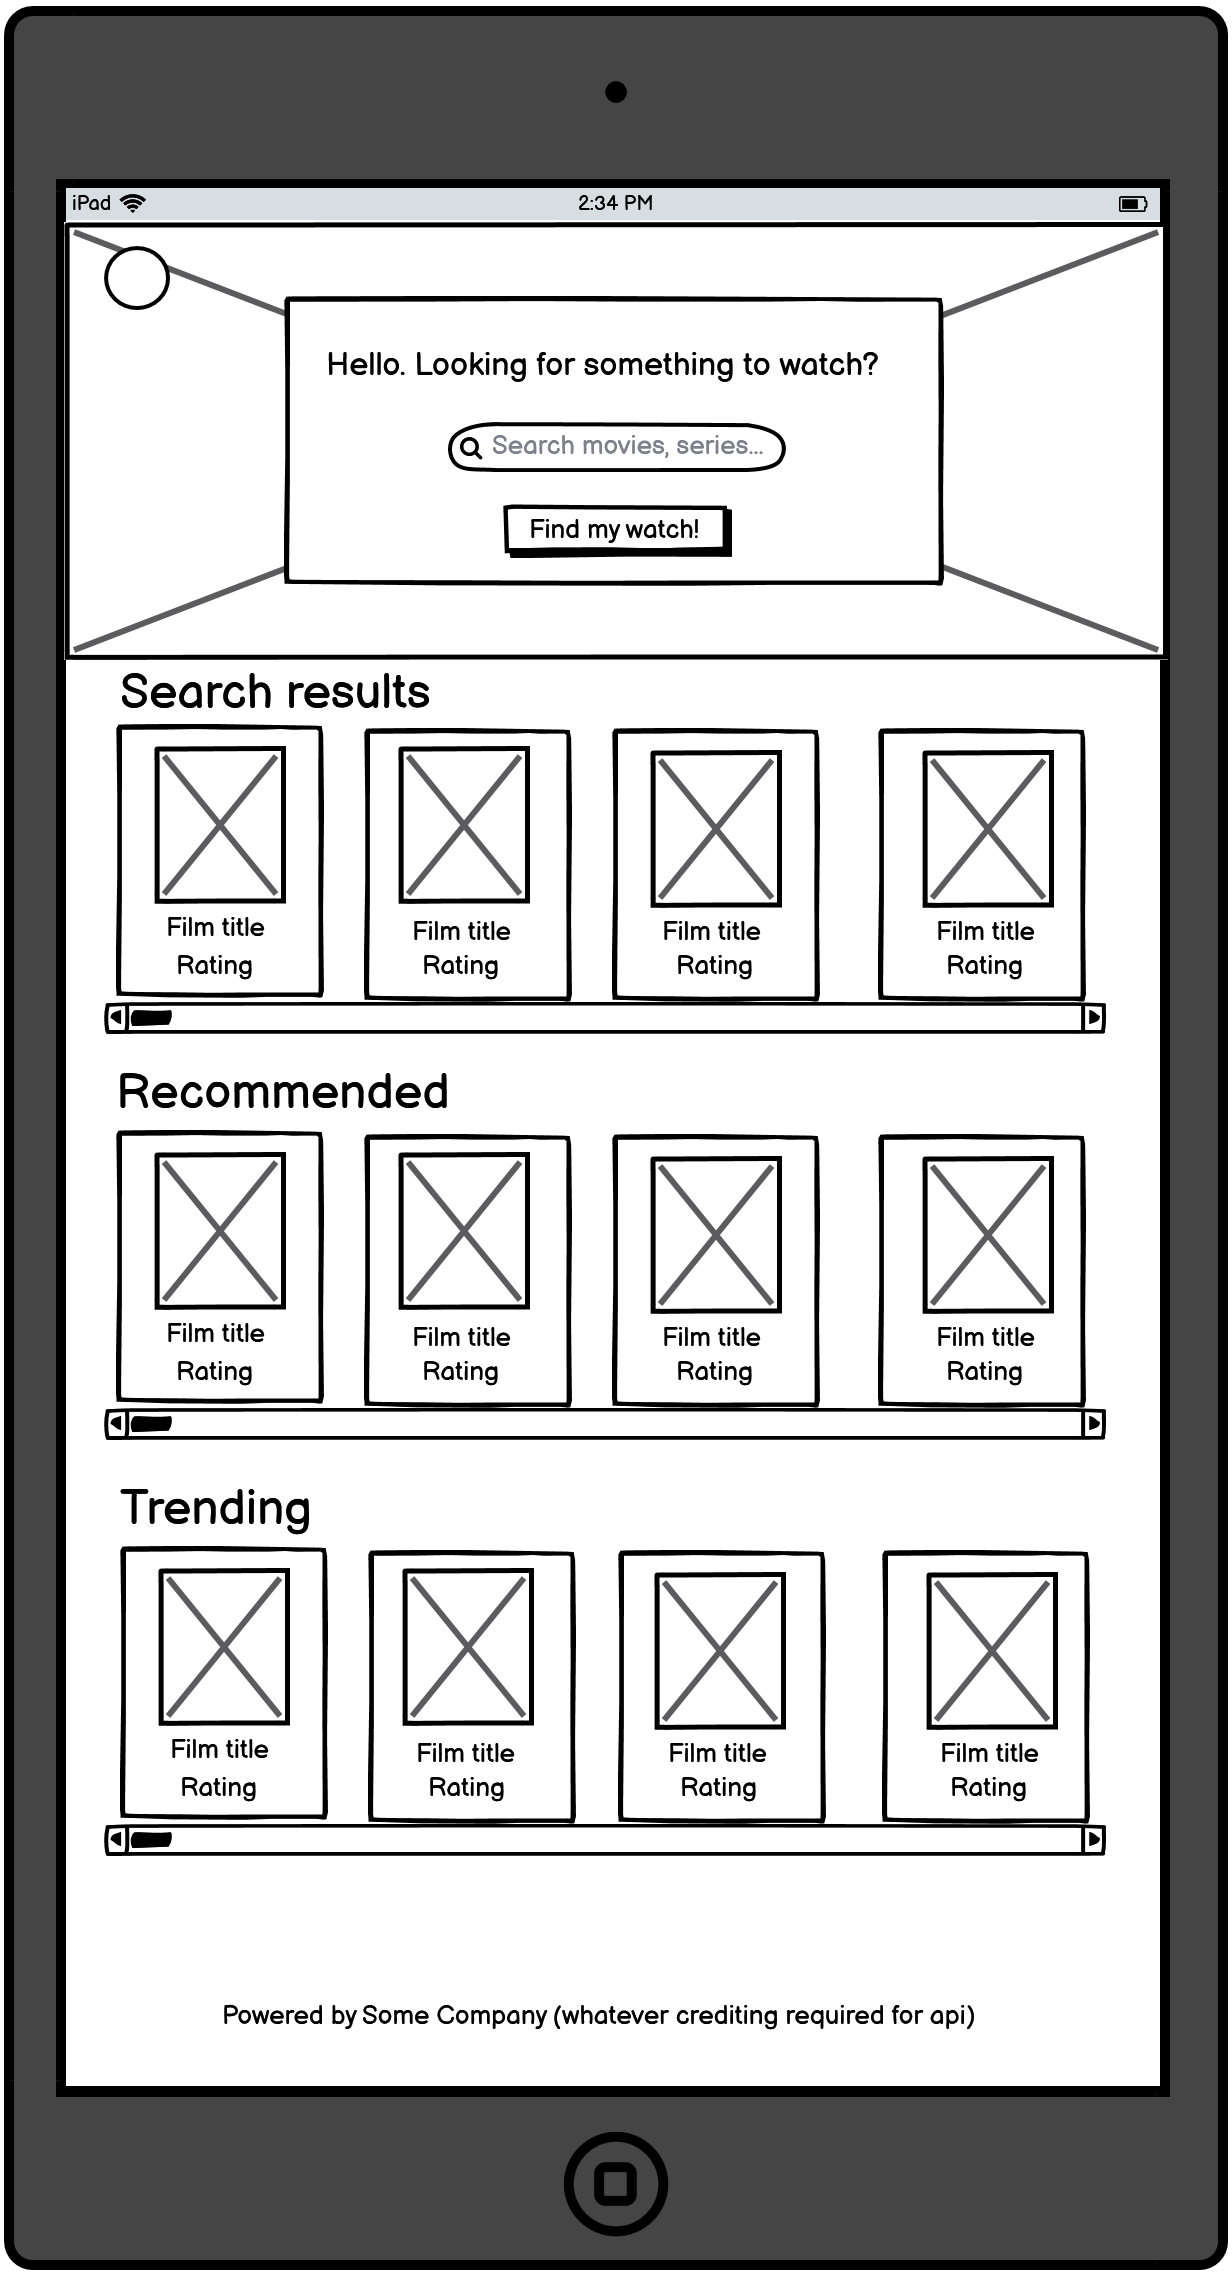 iPad 2:34 PM
Hello. Looking for something to watch?
Search movies, series...
Find my watch!
Search results
Film title Film title Film title Film title
Rating Rating Rating Rating
Recommended
Film title Film title Film title Film title
Rating Rating Rating Rating
Trending
Film title Film title Film title Film title
Rating Rating Rating Rating
Powered by Some Company (whatever crediting required for api)